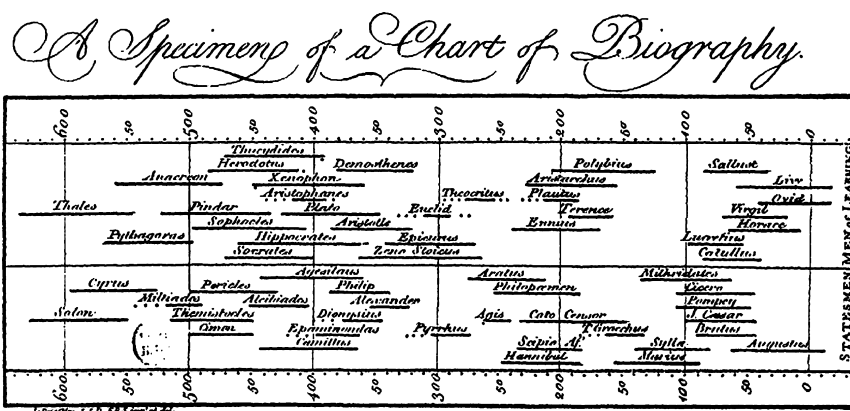 A Specimen of a Chart of Biography.
600 50 500 50 400 50 300 50 200 50 100 50 0
Thucydides
Herodotus Demosthenes Polybius Sallust
Anacreon Xenophon Aristarchus Livy
Aristophanes Theocritus Plautus Ovid
Thales Pindar Plato Euclid Terence Virgil
Sophocles Aristotle Ennius Horace
Pythagoras Hippocrates Epicurus Lucretius
Socrates Zeno Stoicus Catullus
MEN of LEARNING
Agesilaus Aratus Mithridates
Cyrus Pericles Philip Philopœmen Cicero
Miltiades Alcibiades Alexander Pompey
Solon Themistocles Dionysius Agis Cato Censor J. Cæsar
Cimon Epaminondas Pyrrhus T. Gracchus Brutus
Camillus Scipio Af. Sylla Augustus
Hannibal Marius
STATESMEN
600 50 500 50 400 50 300 50 200 50 100 50 0